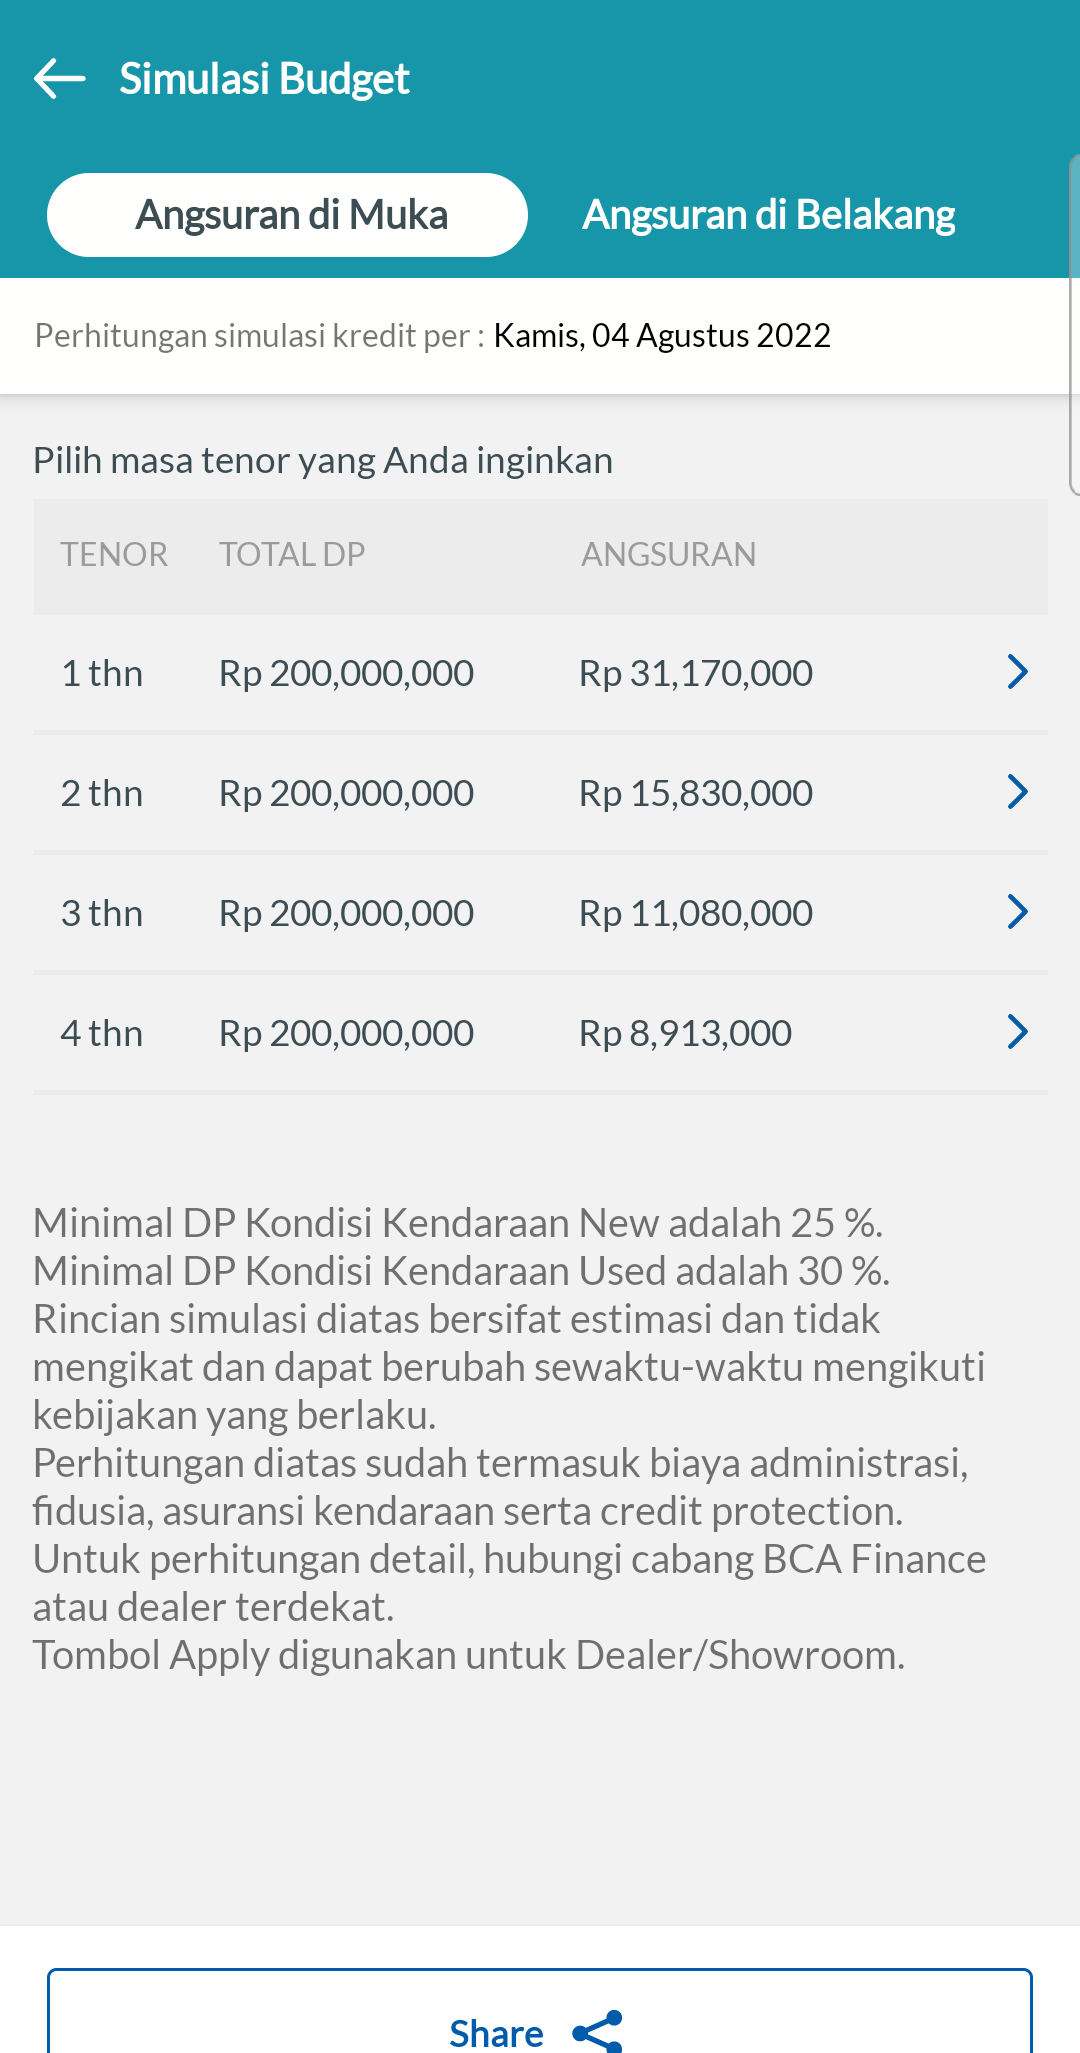 Simulasi Budget
Angsuran di Muka
Angsuran di Belakang
Perhitungan simulasi kredit per : Kamis, 04 Agustus 2022
Pilih masa tenor yang Anda inginkan
TENOR TOTAL DP ANGSURAN
1 thn Rp 200,000,000 Rp 31,170,000
2 thn Rp 200,000,000 Rp 15,830,000
3 thn Rp 200,000,000 Rp 11,080,000
4 thn Rp 200,000,000 Rp 8,913,000
Minimal DP Kondisi Kendaraan New adalah 25 %.
Minimal DP Kondisi Kendaraan Used adalah 30 %.
Rincian simulasi diatas bersifat estimasi dan tidak
mengikat dan dapat berubah sewaktu-waktu mengikuti
kebijakan yang berlaku.
Perhitungan diatas sudah termasuk biaya administrasi,
fidusia, asuransi kendaraan serta credit protection.
Untuk perhitungan detail, hubungi cabang BCA Finance
atau dealer terdekat.
Tombol Apply digunakan untuk Dealer/Showroom.
Share